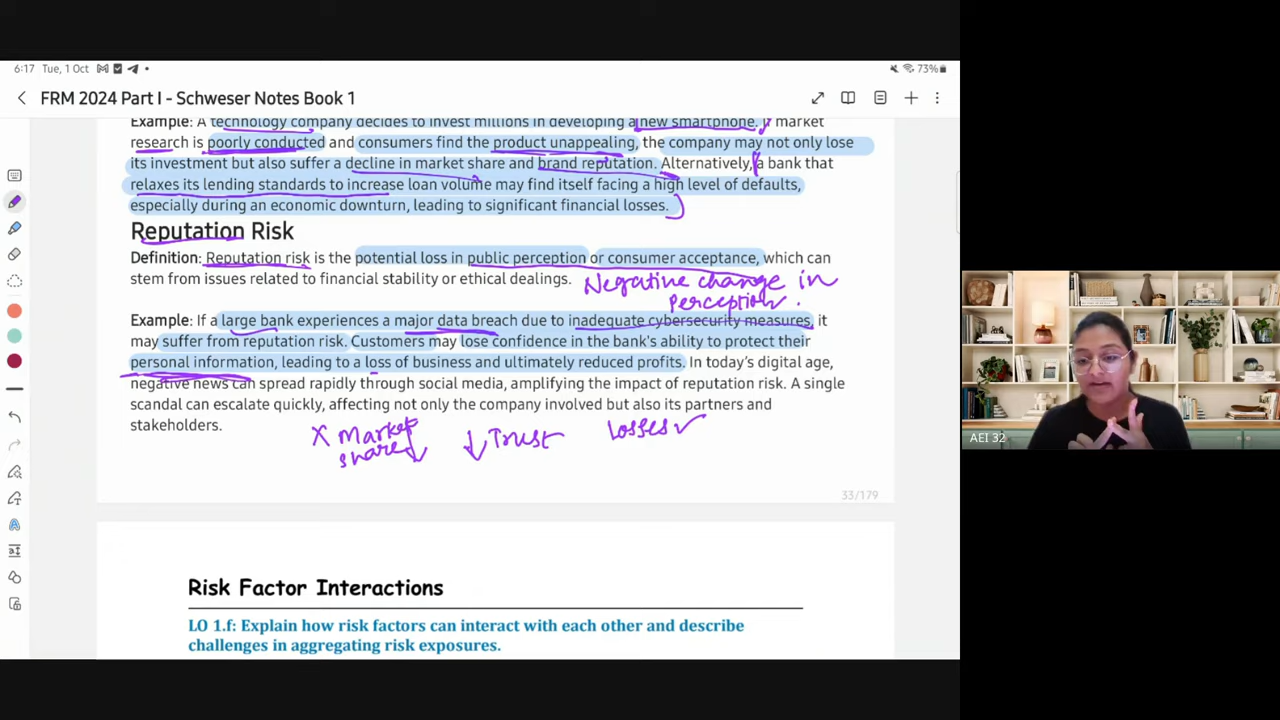 6:17 Tue, 1 Oct
73%
FRM 2024 Part I - Schweser Notes Book 1
Example: A technology company decides to invest millions in developing a new smartphone. If market
research is poorly conducted and consumers find the product unappealing, the company may not only lose
its investment but also suffer a decline in market share and brand reputation. Alternatively, a bank that
relaxes its lending standards to increase loan volume may find itself facing a high level of defaults,
especially during an economic downturn, leading to significant financial losses.
Reputation Risk
Definition: Reputation risk is the potential loss in public perception or consumer acceptance, which can
stem from issues related to financial stability or ethical dealings.
Negative change in
perception.
Example: If a large bank experiences a major data breach due to inadequate cybersecurity measures, it
may suffer from reputation risk. Customers may lose confidence in the bank's ability to protect their
personal information, leading to a loss of business and ultimately reduced profits. In today's digital age,
negative news can spread rapidly through social media, amplifying the impact of reputation risk. A single
scandal can escalate quickly, affecting not only the company involved but also its partners and
stakeholders.
X Market ↓ Trust losses ✓
share ↓
33/179
Risk Factor Interactions
LO 1.f: Explain how risk factors can interact with each other and describe
challenges in aggregating risk exposures.
AEI 32